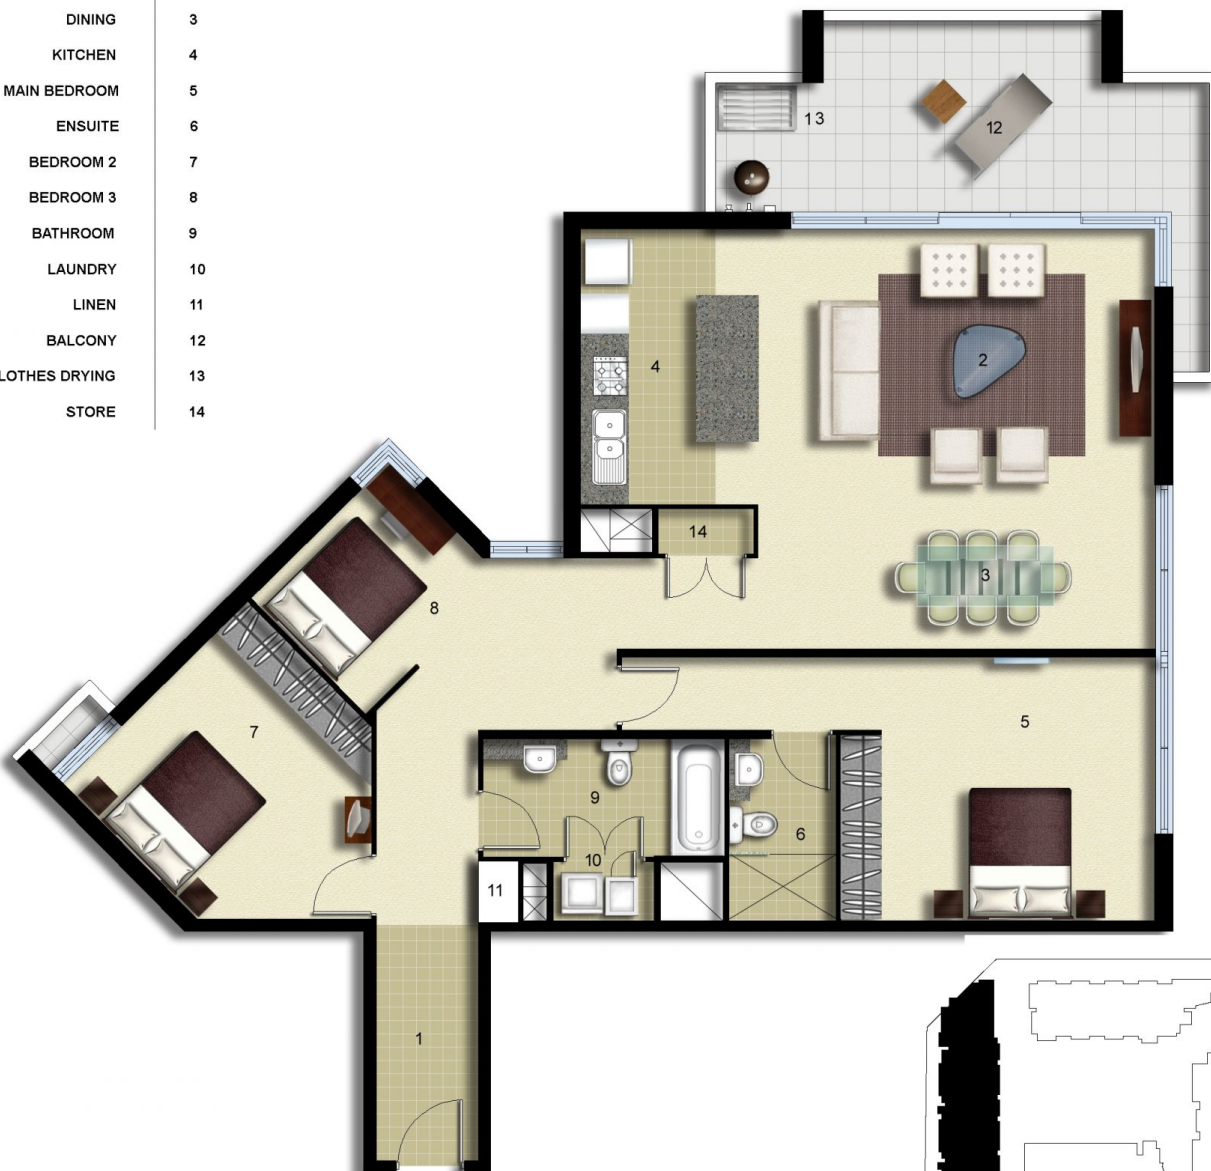 DINING 3
KITCHEN 4
MAIN BEDROOM 5
ENSUITE 6
BEDROOM 2 7
BEDROOM 3 8
BATHROOM 9
LAUNDRY 10
LINEN 11
BALCONY 12
LOTHES DRYING 13
STORE 14
13
12
4
2
14
3
8
7
5
9
6
10
11
1